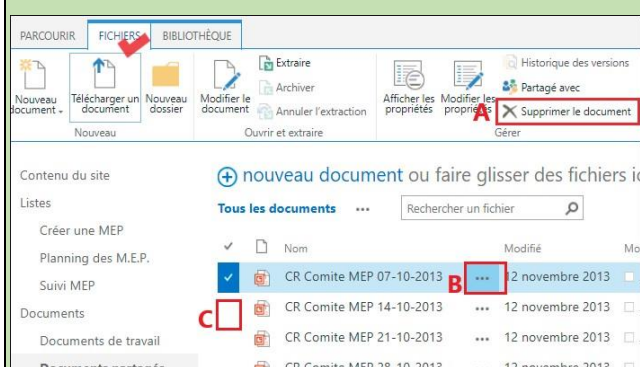 PARCOURIR FICHIERS BIBLIOTHÈQUE
Nouveau document
Télécharger un document
Nouveau dossier
Nouveau
Modifier le document
Extraire
Archiver
Annuler l'extraction
Ouvrir et extraire
Afficher les propriétés
Modifier les propriétés
Historique des versions
Partagé avec
A Supprimer le document
Gérer
Contenu du site
Listes
Créer une MEP
Planning des M.E.P.
Suivi MEP
Documents
Documents de travail
Documents partagés
nouveau document ou faire glisser des fichiers
Tous les documents ... Rechercher un fichier
Nom Modifié
CR Comite MEP 07-10-2013 B ... 12 novembre 2013
C CR Comite MEP 14-10-2013 ... 12 novembre 2013
CR Comite MEP 21-10-2013 ... 12 novembre 2013
CR Comite MEP 28-10-2013 ... 12 novembre 2013